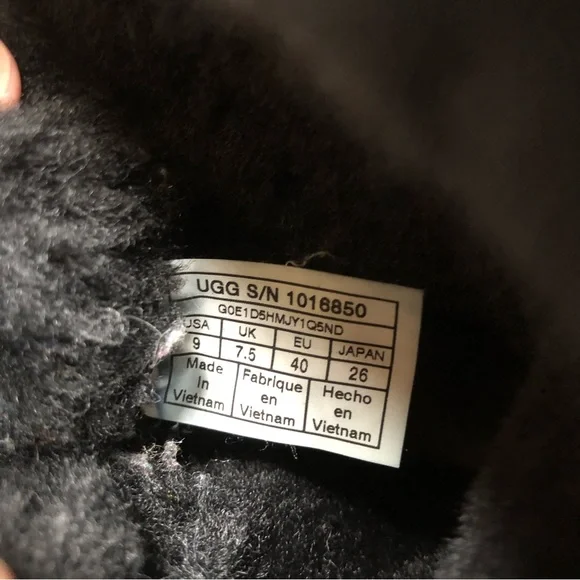 UGG S/N 1016850
G0E1D5HMJY1Q5ND
USA UK EU JAPAN
9 7.5 40 26
Made In Vietnam
Fabrique en Vietnam
Hecho en Vietnam